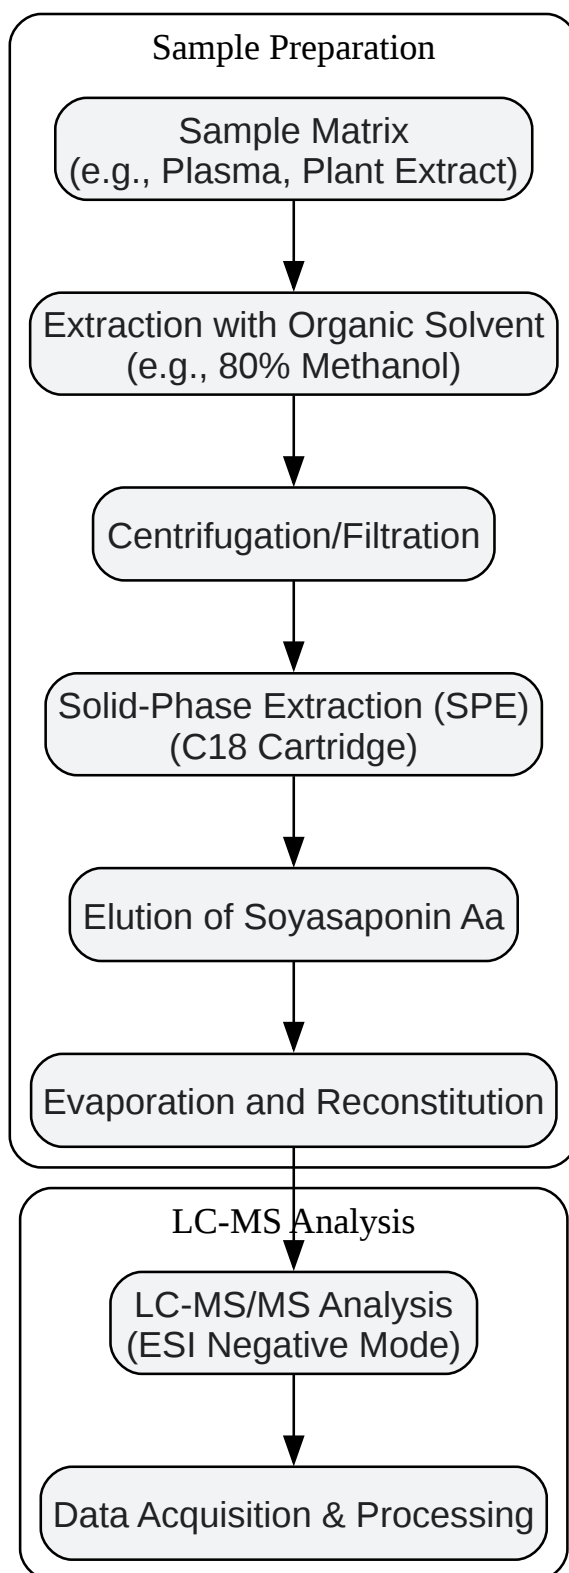 Sample Preparation
Sample Matrix
(e.g., Plasma, Plant Extract)
Extraction with Organic Solvent
(e.g., 80% Methanol)
Centrifugation/Filtration
Solid-Phase Extraction (SPE)
(C18 Cartridge)
Elution of Soyasaponin Aa
Evaporation and Reconstitution
LC-MS Analysis
LC-MS/MS Analysis
(ESI Negative Mode)
Data Acquisition & Processing